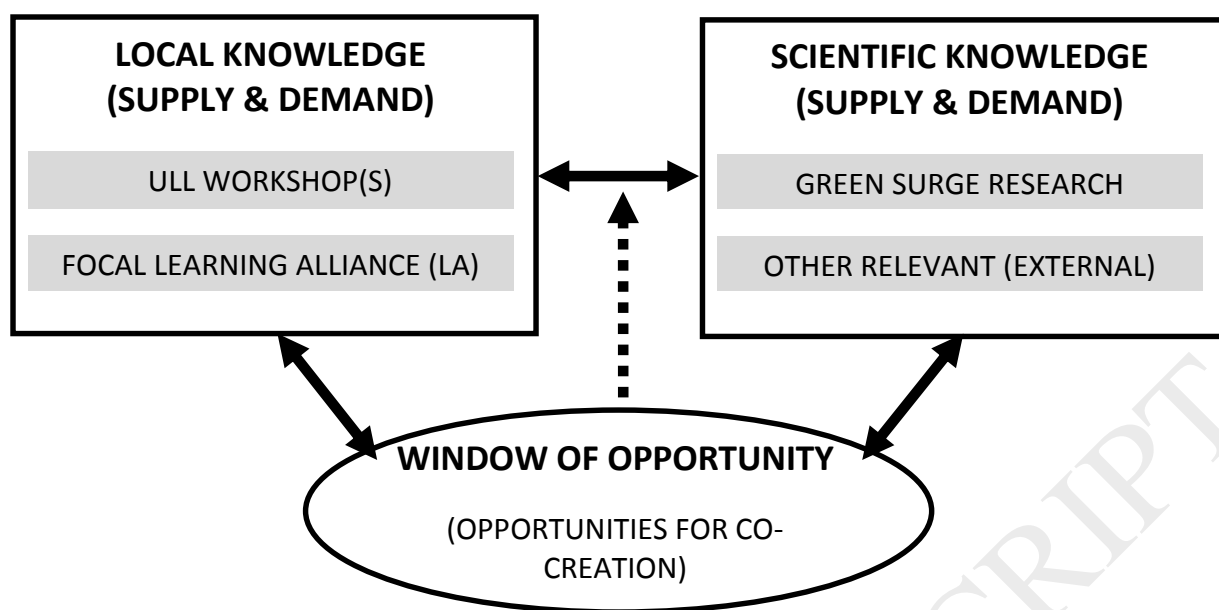 LOCAL KNOWLEDGE
(SUPPLY & DEMAND)
ULL WORKSHOP(S)
FOCAL LEARNING ALLIANCE (LA)
SCIENTIFIC KNOWLEDGE
(SUPPLY & DEMAND)
GREEN SURGE RESEARCH
OTHER RELEVANT (EXTERNAL)
WINDOW OF OPPORTUNITY
(OPPORTUNITIES FOR CO-
CREATION)
CRIPT